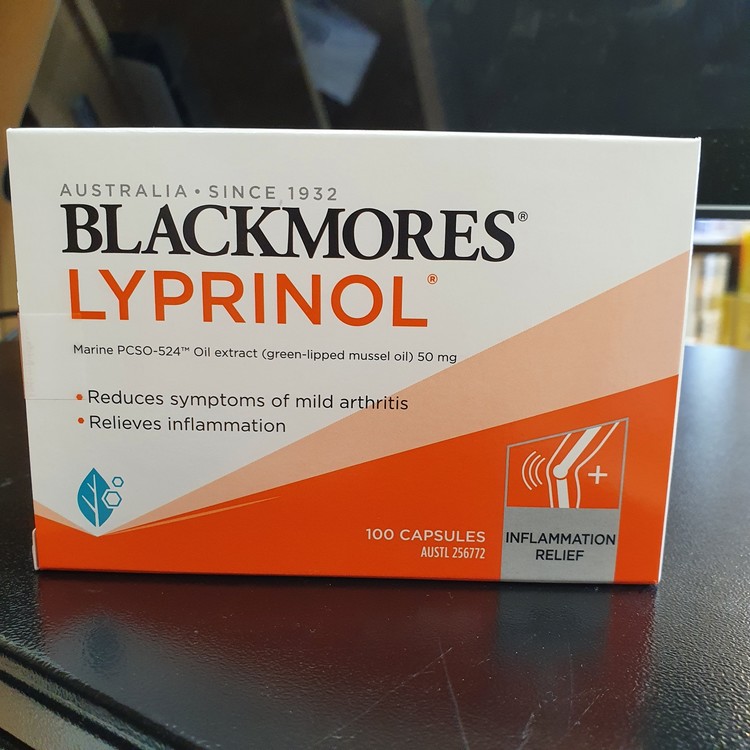 AUSTRALIA • SINCE 1932
BLACKMORES®
LYPRINOL®
Marine PCSO-524™ Oil extract (green-lipped mussel oil) 50 mg
• Reduces symptoms of mild arthritis
• Relieves inflammation
100 CAPSULES
AUSTL 256772
INFLAMMATION
RELIEF